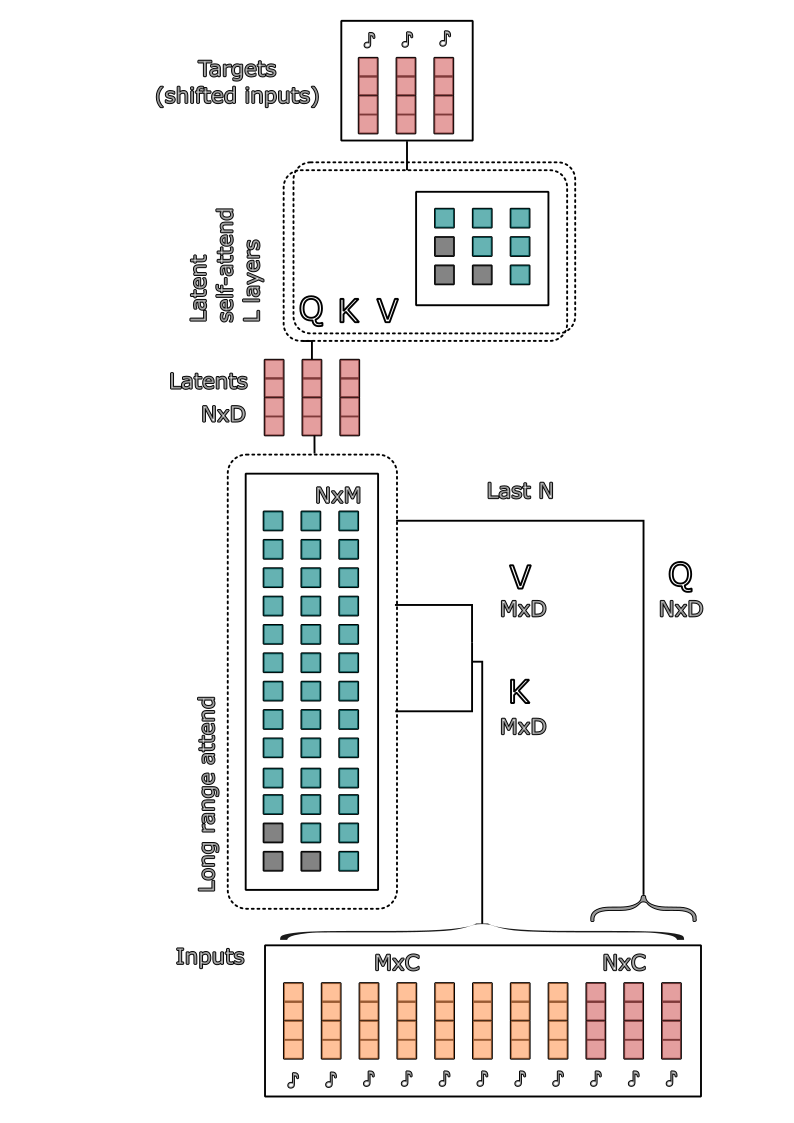 Targets
(shifted inputs)
Latent
self-attend
L layers
Q K V
Latents
NxD
NxM
Last N
V
MxD
Q
NxD
K
MxD
Long range attend
Inputs
MxC
NxC